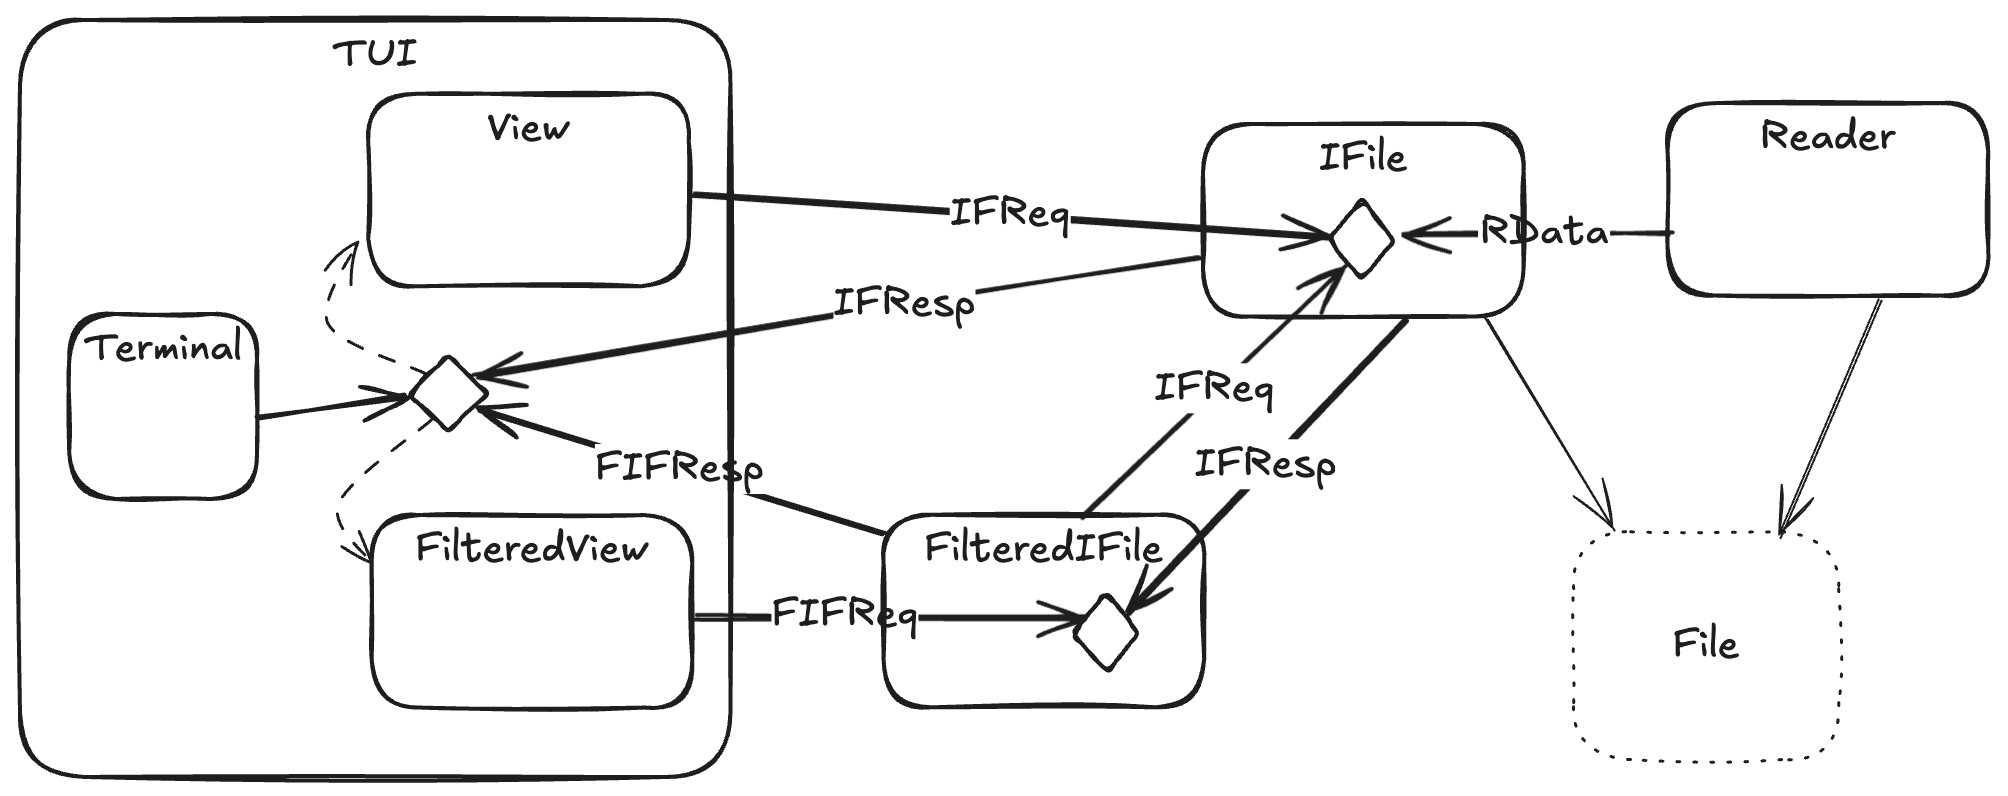 TUI
View
IFReq
IFile
Reader
RData
IFResp
Terminal
IFReq
FIFResp
IFResp
FilteredView
FilteredIFile
FIFReq
File